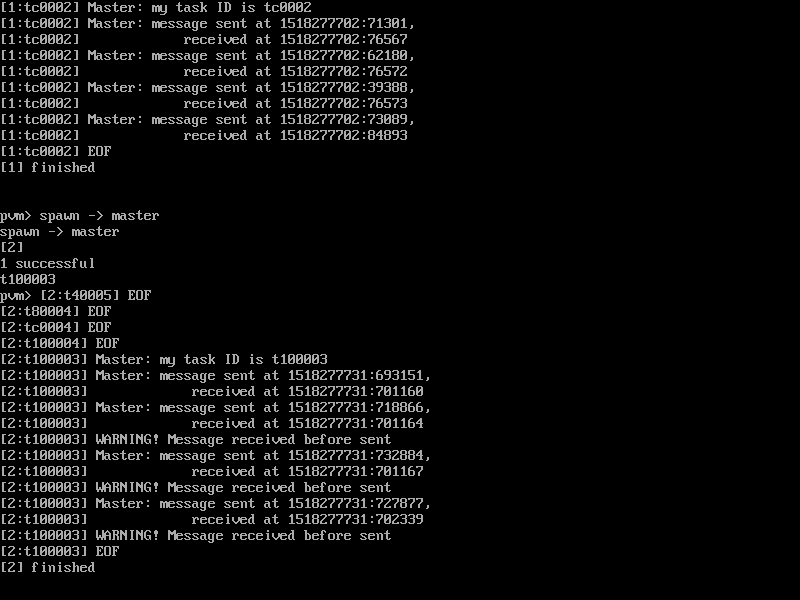 [1:tc0002] Master: my task ID is tc0002
[1:tc0002] Master: message sent at 1518277702:71301,
[1:tc0002]             received at 1518277702:76567
[1:tc0002] Master: message sent at 1518277702:62180,
[1:tc0002]             received at 1518277702:76572
[1:tc0002] Master: message sent at 1518277702:39388,
[1:tc0002]             received at 1518277702:76573
[1:tc0002] Master: message sent at 1518277702:73089,
[1:tc0002]             received at 1518277702:84893
[1:tc0002] EOF
[1] finished
pvm> spawn -> master
spawn -> master
[2]
1 successful
t100003
pvm> [2:t40005] EOF
[2:t80004] EOF
[2:tc0004] EOF
[2:t100004] EOF
[2:t100003] Master: my task ID is t100003
[2:t100003] Master: message sent at 1518277731:693151,
[2:t100003]             received at 1518277731:701160
[2:t100003] Master: message sent at 1518277731:718866,
[2:t100003]             received at 1518277731:701164
[2:t100003] WARNING! Message received before sent
[2:t100003] Master: message sent at 1518277731:732884,
[2:t100003]             received at 1518277731:701167
[2:t100003] WARNING! Message received before sent
[2:t100003] Master: message sent at 1518277731:727877,
[2:t100003]             received at 1518277731:702339
[2:t100003] WARNING! Message received before sent
[2:t100003] EOF
[2] finished